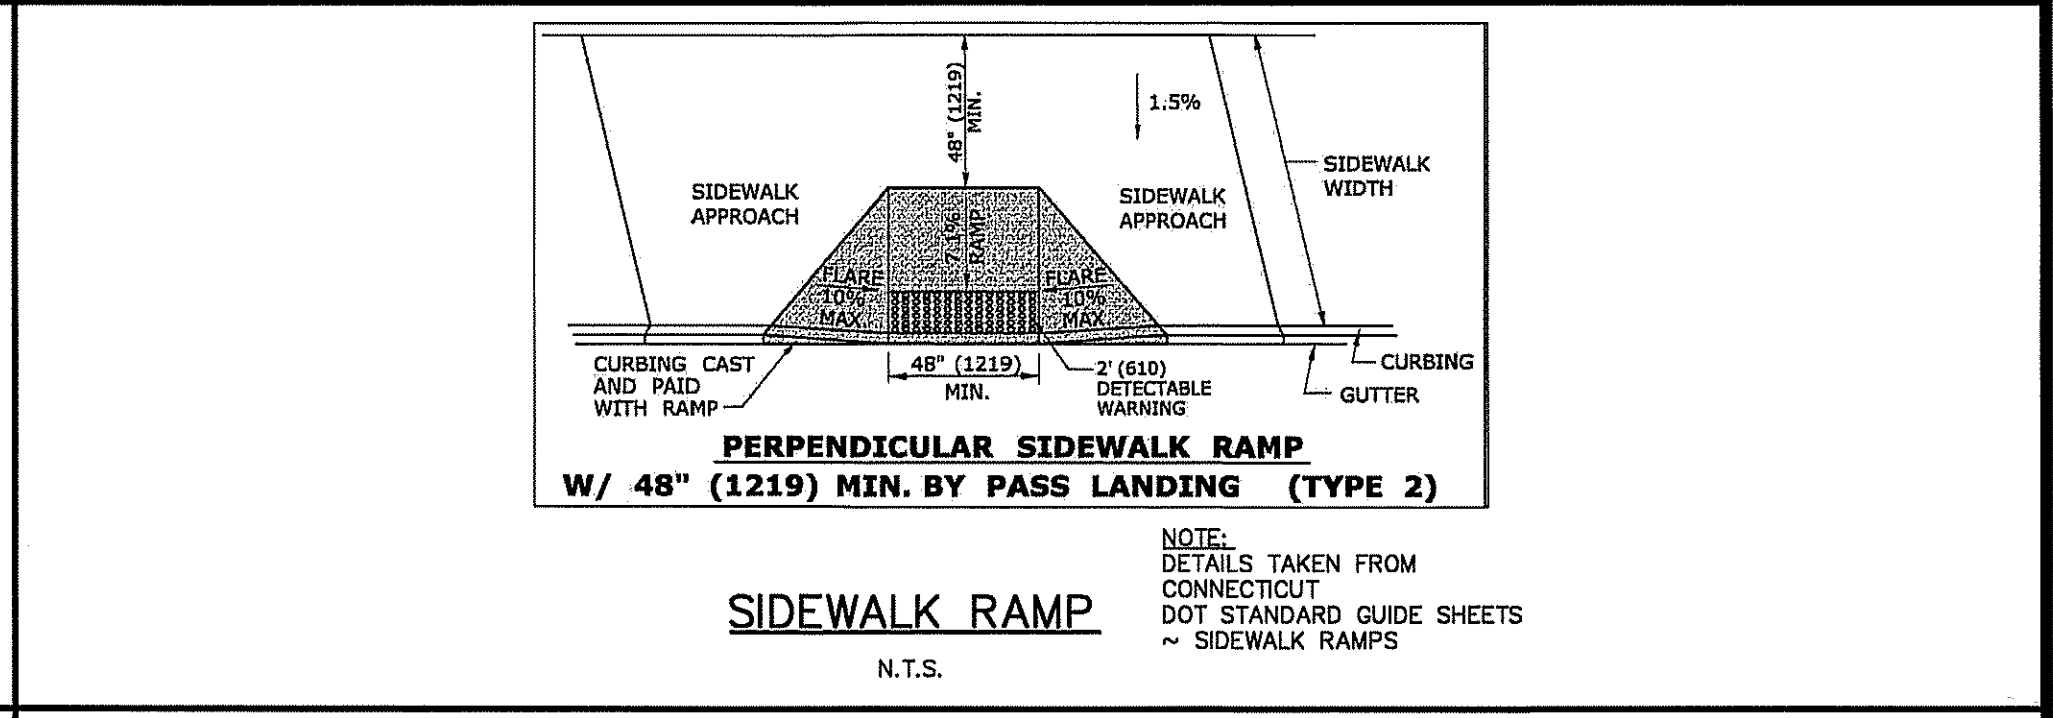 48" (1219)
MIN.
1.5%
SIDEWALK
WIDTH
SIDEWALK
APPROACH
SIDEWALK
APPROACH
7.1%
RAMP
FLARE
10%
MAX.
FLARE
10%
MAX.
CURBING CAST
AND PAID
WITH RAMP
48" (1219)
MIN.
2' (610)
DETECTABLE
WARNING
CURBING
GUTTER
PERPENDICULAR SIDEWALK RAMP
W/ 48" (1219) MIN. BY PASS LANDING (TYPE 2)
SIDEWALK RAMP
N.T.S.
NOTE:
DETAILS TAKEN FROM
CONNECTICUT
DOT STANDARD GUIDE SHEETS
~ SIDEWALK RAMPS